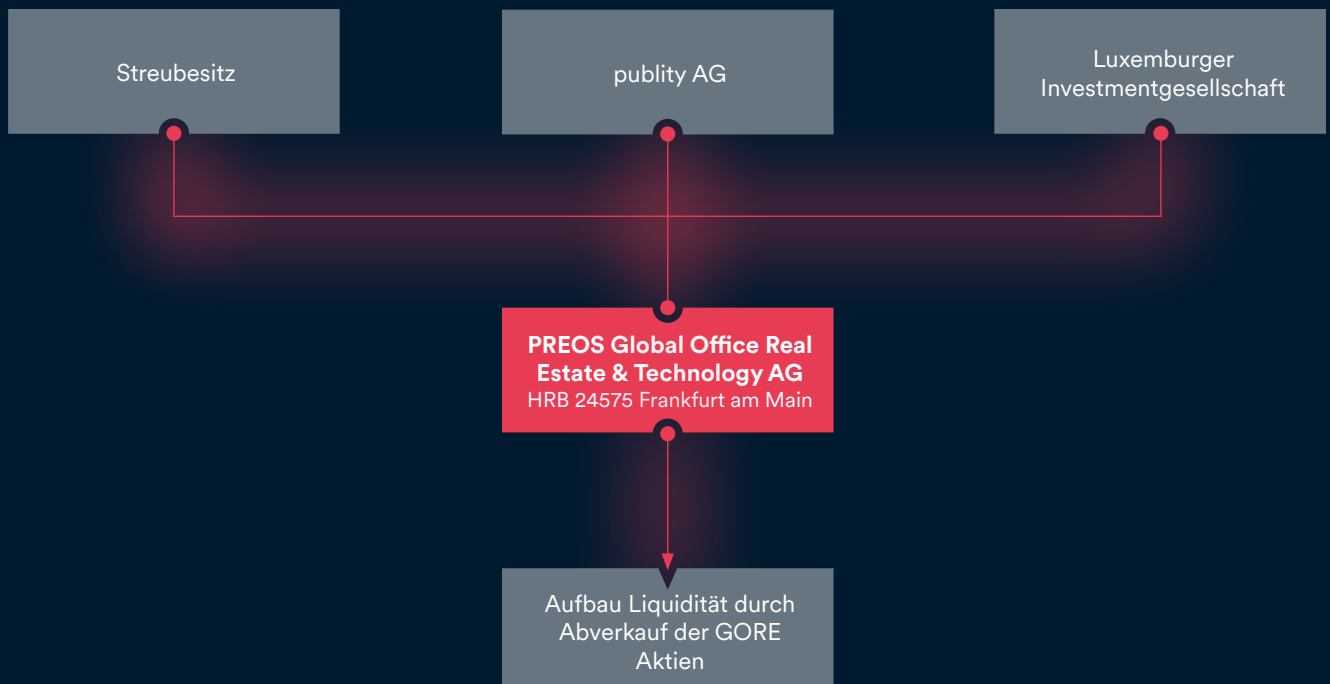 Streubesitz
publity AG
Luxemburger
Investmentgesellschaft
PREOS Global Office Real
Estate & Technology AG
HRB 24575 Frankfurt am Main
Aufbau Liquidität durch
Abverkauf der GORE
Aktien